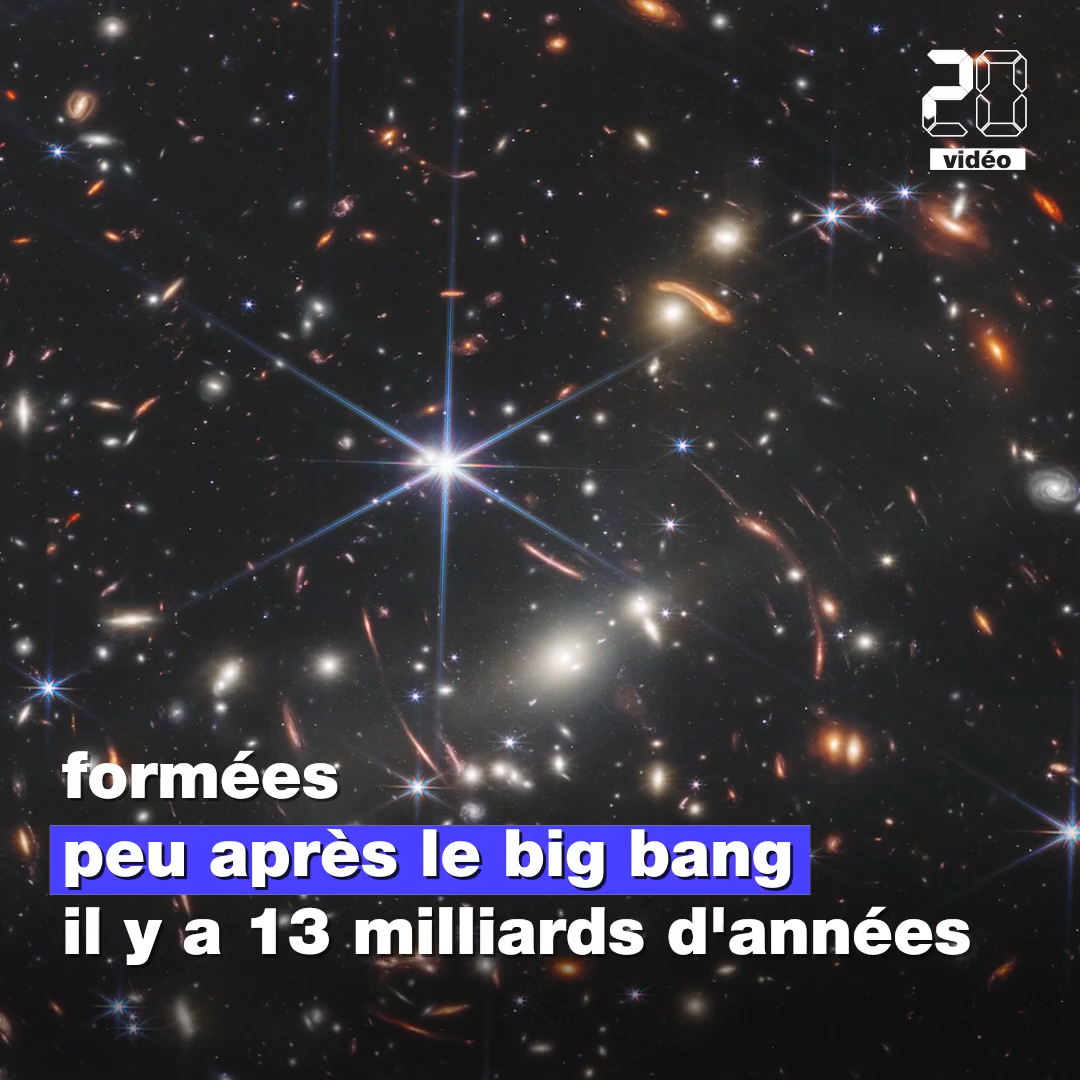 20
vidéo
formées
peu après le big bang
il y a 13 milliards d'années